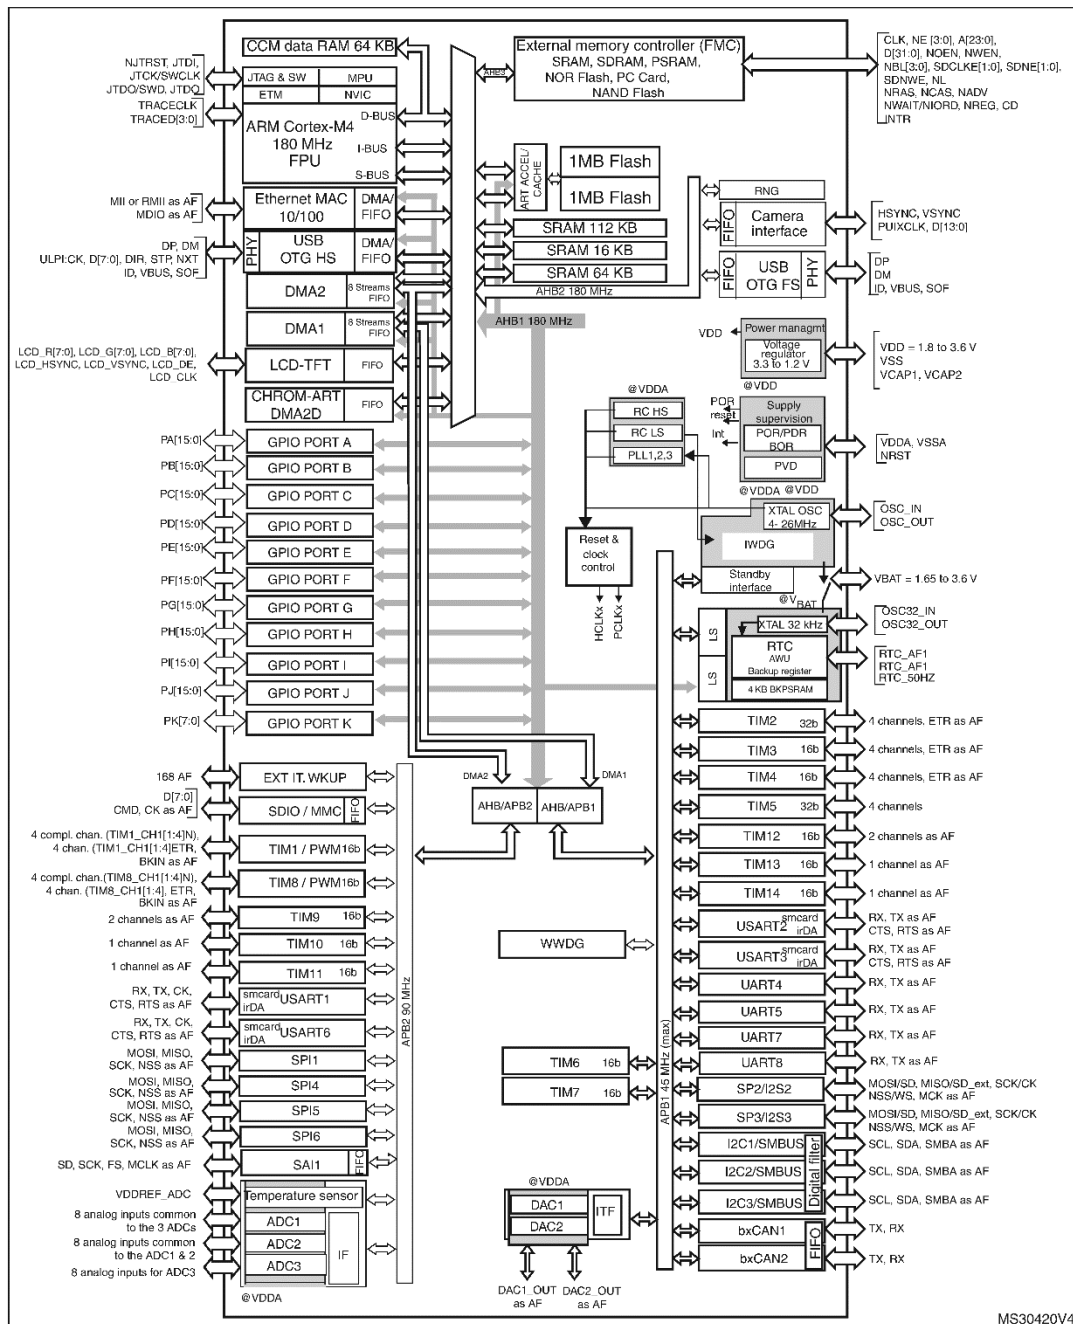 CCM data RAM 64 KB
External memory controller (FMC)
SRAM, SDRAM, PSRAM,
NOR Flash, PC Card,
NAND Flash
AHB3
CLK, NE [3:0], A[23:0],
D[31:0], NOEN, NWEN,
NBL[3:0], SDCLKE[1:0], SDNE[1:0],
SDNWE, NL
NRAS, NCAS, NADV
NWAIT/NIORD, NREG, CD
INTR
NJTRST, JTDI,
JTCK/SWCLK
JTDO/SWD, JTDO
TRACECLK
TRACED[3:0]
JTAG & SW
MPU
ETM
NVIC
ARM Cortex-M4
180 MHz
FPU
D-BUS
I-BUS
S-BUS
ART ACCEL/
CACHE
1MB Flash
1MB Flash
SRAM 112 KB
SRAM 16 KB
SRAM 64 KB
AHB2 180 MHz
AHB1 180 MHz
MII or RMII as AF
MDIO as AF
Ethernet MAC
10/100
DMA/
FIFO
DP, DM
ULPI:CK, D[7:0], DIR, STP, NXT
ID, VBUS, SOF
PHY
USB
OTG HS
DMA/
FIFO
DMA2
8 Streams
FIFO
DMA1
8 Streams
FIFO
LCD_R[7:0], LCD_G[7:0], LCD_B[7:0],
LCD_HSYNC, LCD_VSYNC, LCD_DE,
LCD_CLK
LCD-TFT
FIFO
CHROM-ART
DMA2D
FIFO
RNG
FIFO
Camera
interface
HSYNC, VSYNC
PUIXCLK, D[13:0]
FIFO
USB
OTG FS
PHY
DP
DM
ID, VBUS, SOF
VDD
Power managmt
Voltage
regulator
3.3 to 1.2 V
@VDD
VDD = 1.8 to 3.6 V
VSS
VCAP1, VCAP2
@VDDA
RC HS
RC LS
PLL1,2,3
POR
reset
Int
Supply
supervision
POR/PDR
BOR
PVD
VDDA, VSSA
NRST
@VDDA
@VDD
XTAL OSC
4- 26MHz
OSC_IN
OSC_OUT
IWDG
Standby
interface
VBAT = 1.65 to 3.6 V
@VBAT
Reset &
clock
control
HCLKx
PCLKx
LS
LS
XTAL 32 kHz
RTC
AWU
Backup register
4 KB BKPSRAM
OSC32_IN
OSC32_OUT
RTC_AF1
RTC_AF1
RTC_50HZ
PA[15:0]
GPIO PORT A
PB[15:0]
GPIO PORT B
PC[15:0]
GPIO PORT C
PD[15:0]
GPIO PORT D
PE[15:0]
GPIO PORT E
PF[15:0]
GPIO PORT F
PG[15:0]
GPIO PORT G
PH[15:0]
GPIO PORT H
PI[15:0]
GPIO PORT I
PJ[15:0]
GPIO PORT J
PK[7:0]
GPIO PORT K
DMA2
DMA1
AHB/APB2
AHB/APB1
168 AF
EXT IT. WKUP
D[7:0]
CMD, CK as AF
SDIO / MMC
FIFO
4 compl. chan. (TIM1_CH1[1:4]N),
4 chan. (TIM1_CH1[1:4]ETR,
BKIN as AF
TIM1 / PWM 16b
4 compl. chan.(TIM8_CH1[1:4]N),
4 chan. (TIM8_CH1[1:4], ETR,
BKIN as AF
TIM8 / PWM 16b
2 channels as AF
TIM9 16b
1 channel as AF
TIM10 16b
1 channel as AF
TIM11 16b
RX, TX, CK,
CTS, RTS as AF
smcard
irDA
USART1
RX, TX, CK,
CTS, RTS as AF
smcard
irDA
USART6
MOSI, MISO,
SCK, NSS as AF
SPI1
MOSI, MISO,
SCK, NSS as AF
SPI4
MOSI, MISO,
SCK, NSS as AF
SPI5
MOSI, MISO,
SCK, NSS as AF
SPI6
SD, SCK, FS, MCLK as AF
SAI1
FIFO
VDDREF_ADC
Temperature sensor
8 analog inputs common
to the 3 ADCs
ADC1
8 analog inputs common
to the ADC1 & 2
ADC2
8 analog inputs for ADC3
ADC3
IF
@VDDA
APB2 90 MHz
WWDG
TIM6 16b
TIM7 16b
@VDDA
DAC1
DAC2
ITF
DAC1_OUT
as AF
DAC2_OUT
as AF
APB1 45 MHz (max)
TIM2 32b
4 channels, ETR as AF
TIM3 16b
4 channels, ETR as AF
TIM4 16b
4 channels, ETR as AF
TIM5 32b
4 channels
TIM12 16b
2 channels as AF
TIM13 16b
1 channel as AF
TIM14 16b
1 channel as AF
USART2
smcard
irDA
RX, TX as AF
CTS, RTS as AF
USART3
smcard
irDA
RX, TX as AF
CTS, RTS as AF
UART4
RX, TX as AF
UART5
RX, TX as AF
UART7
RX, TX as AF
UART8
RX, TX as AF
SP2/I2S2
MOSI/SD, MISO/SD_ext, SCK/CK
NSS/WS, MCK as AF
SP3/I2S3
MOSI/SD, MISO/SD_ext, SCK/CK
NSS/WS, MCK as AF
I2C1/SMBUS
SCL, SDA, SMBA as AF
I2C2/SMBUS
SCL, SDA, SMBA as AF
I2C3/SMBUS
SCL, SDA, SMBA as AF
Digital filter
bxCAN1
TX, RX
bxCAN2
TX, RX
FIFO
MS30420V4